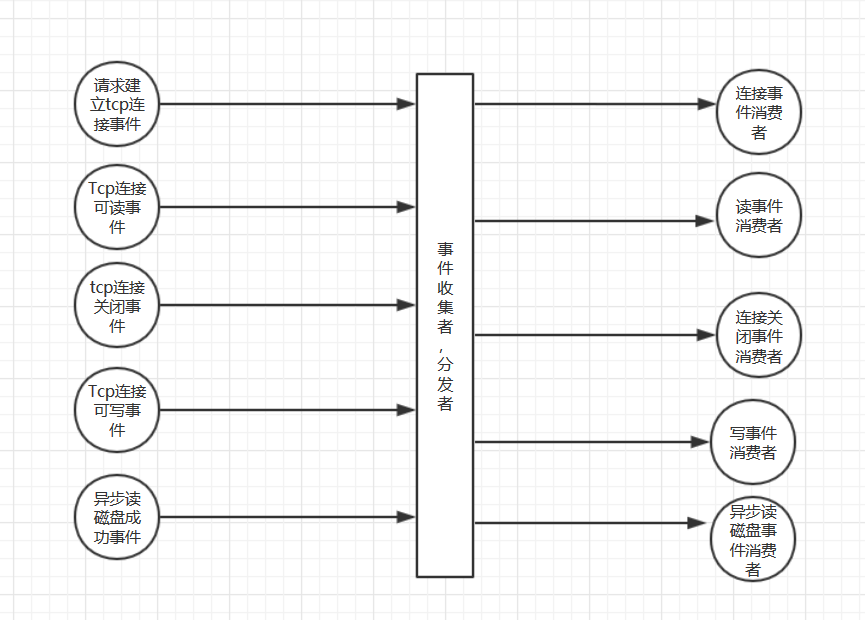 请求建
立tcp连
接事件
Tcp连接
可读事
件
tcp连接
关闭事
件
Tcp连接
可写事
件
异步读
磁盘成
功事件
事
件
收
集
者
,
分
发
者
连接事
件消费
者
读事件
消费者
连接关
闭事件
消费者
写事件
消费者
异步读
磁盘事
件消费
者